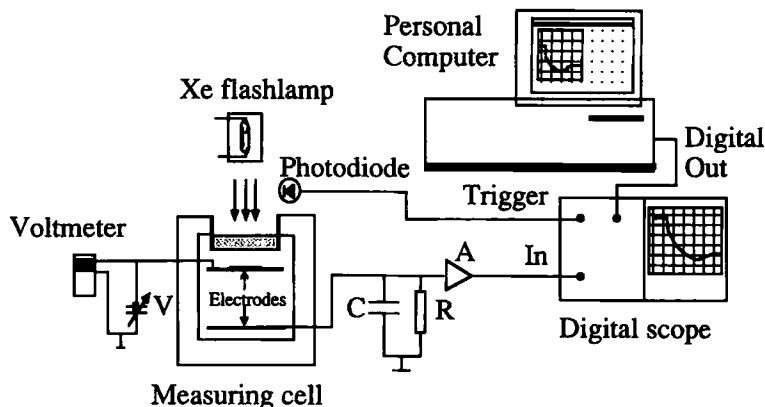 Personal
Computer
Xe flashlamp
Digital
Out
Photodiode
Trigger
Voltmeter
A
In
Electrodes
V
C
R
Digital scope
Measuring cell